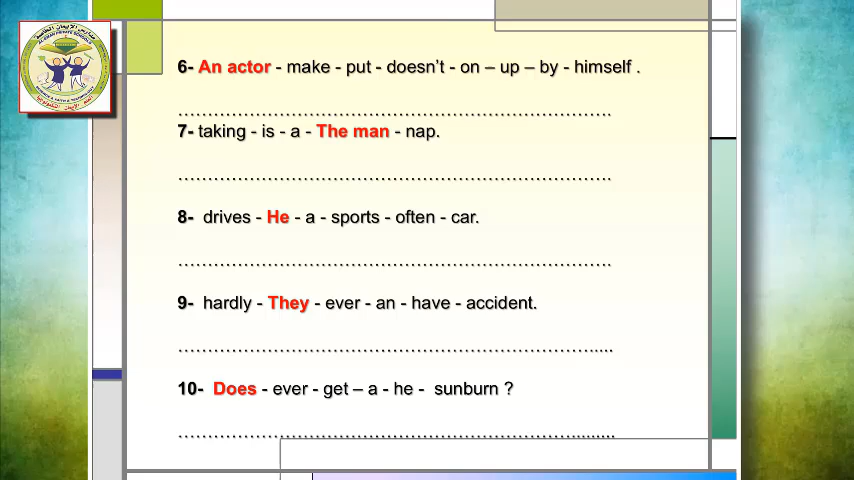 6- An actor - make - put - doesn't - on – up – by - himself .
……………………………………………………………….
7- taking - is - a - The man - nap.
……………………………………………………………….
8- drives - He - a - sports - often - car.
……………………………………………………………….
9- hardly - They - ever - an - have - accident.
……………………………………………………………....
10- Does - ever - get – a - he - sunburn ?
…………………………………………………………........